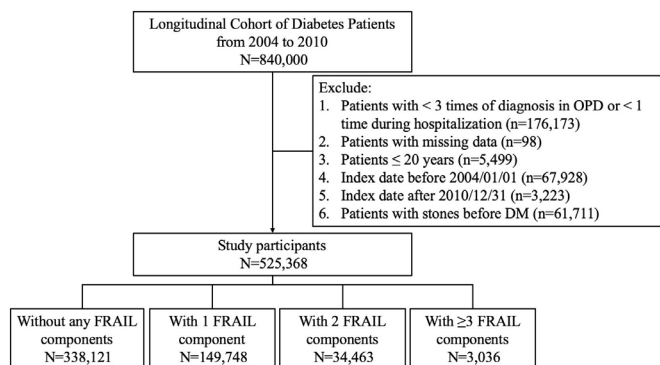 Longitudinal Cohort of Diabetes Patients
from 2004 to 2010
N=840,000
Exclude:
1. Patients with < 3 times of diagnosis in OPD or < 1
time during hospitalization (n=176,173)
2. Patients with missing data (n=98)
3. Patients ≤ 20 years (n=5,499)
4. Index date before 2004/01/01 (n=67,928)
5. Index date after 2010/12/31 (n=3,223)
6. Patients with stones before DM (n=61,711)
Study participants
N=525,368
Without any FRAIL
components
N=338,121
With 1 FRAIL
component
N=149,748
With 2 FRAIL
components
N=34,463
With ≥3 FRAIL
components
N=3,036